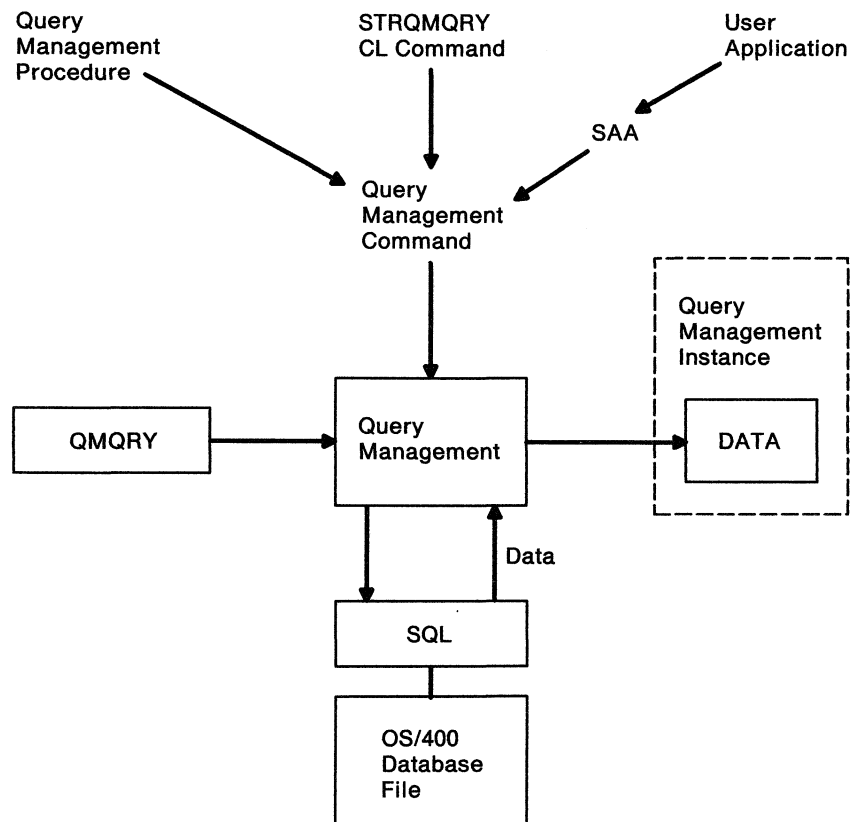 Query
Management
Procedure
STRQMQRY
CL Command
User
Application
SAA
Query
Management
Command
Query
Management
Instance
QMQRY
Query
Management
DATA
Data
SQL
OS/400
Database
File